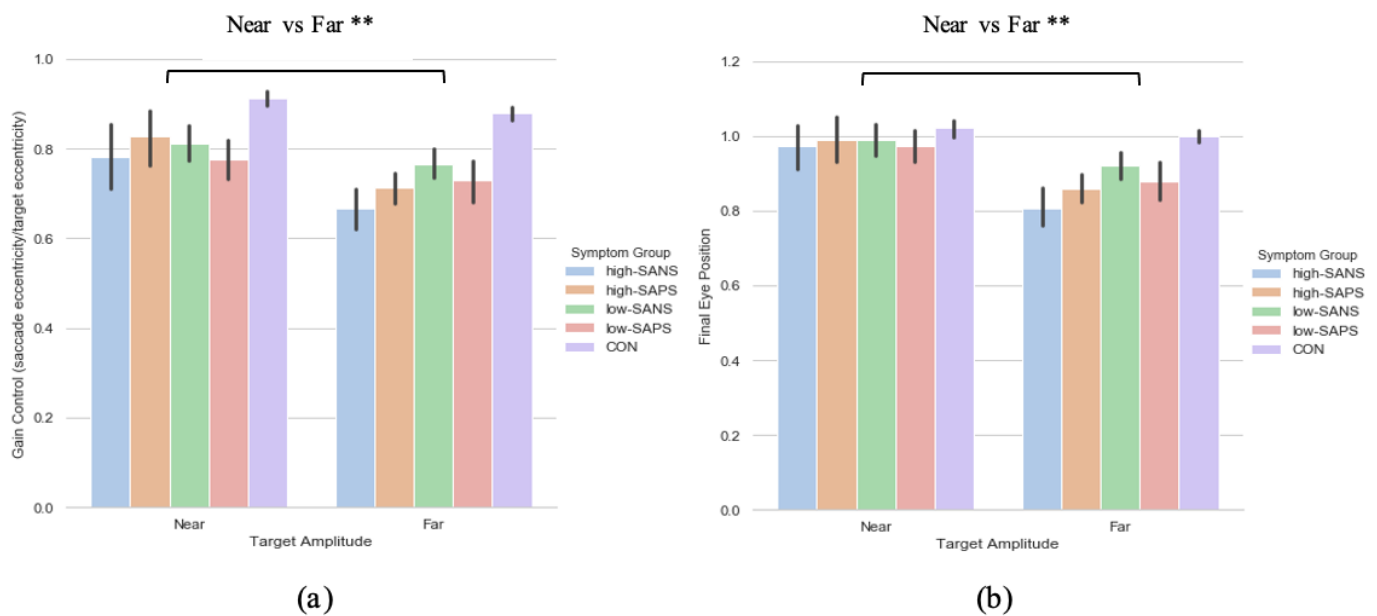 Near vs Far **
1.0
0.8
0.6
0.4
0.2
0.0
Gain Control (saccade eccentricity/target eccentricity)
Near
Far
Target Amplitude
Symptom Group
high-SANS
high-SAPS
low-SANS
low-SAPS
CON
(a)
Near vs Far **
1.2
1.0
0.8
0.6
0.4
0.2
0.0
Final Eye Position
Near
Far
Target Amplitude
Symptom Group
high-SANS
high-SAPS
low-SANS
low-SAPS
CON
(b)